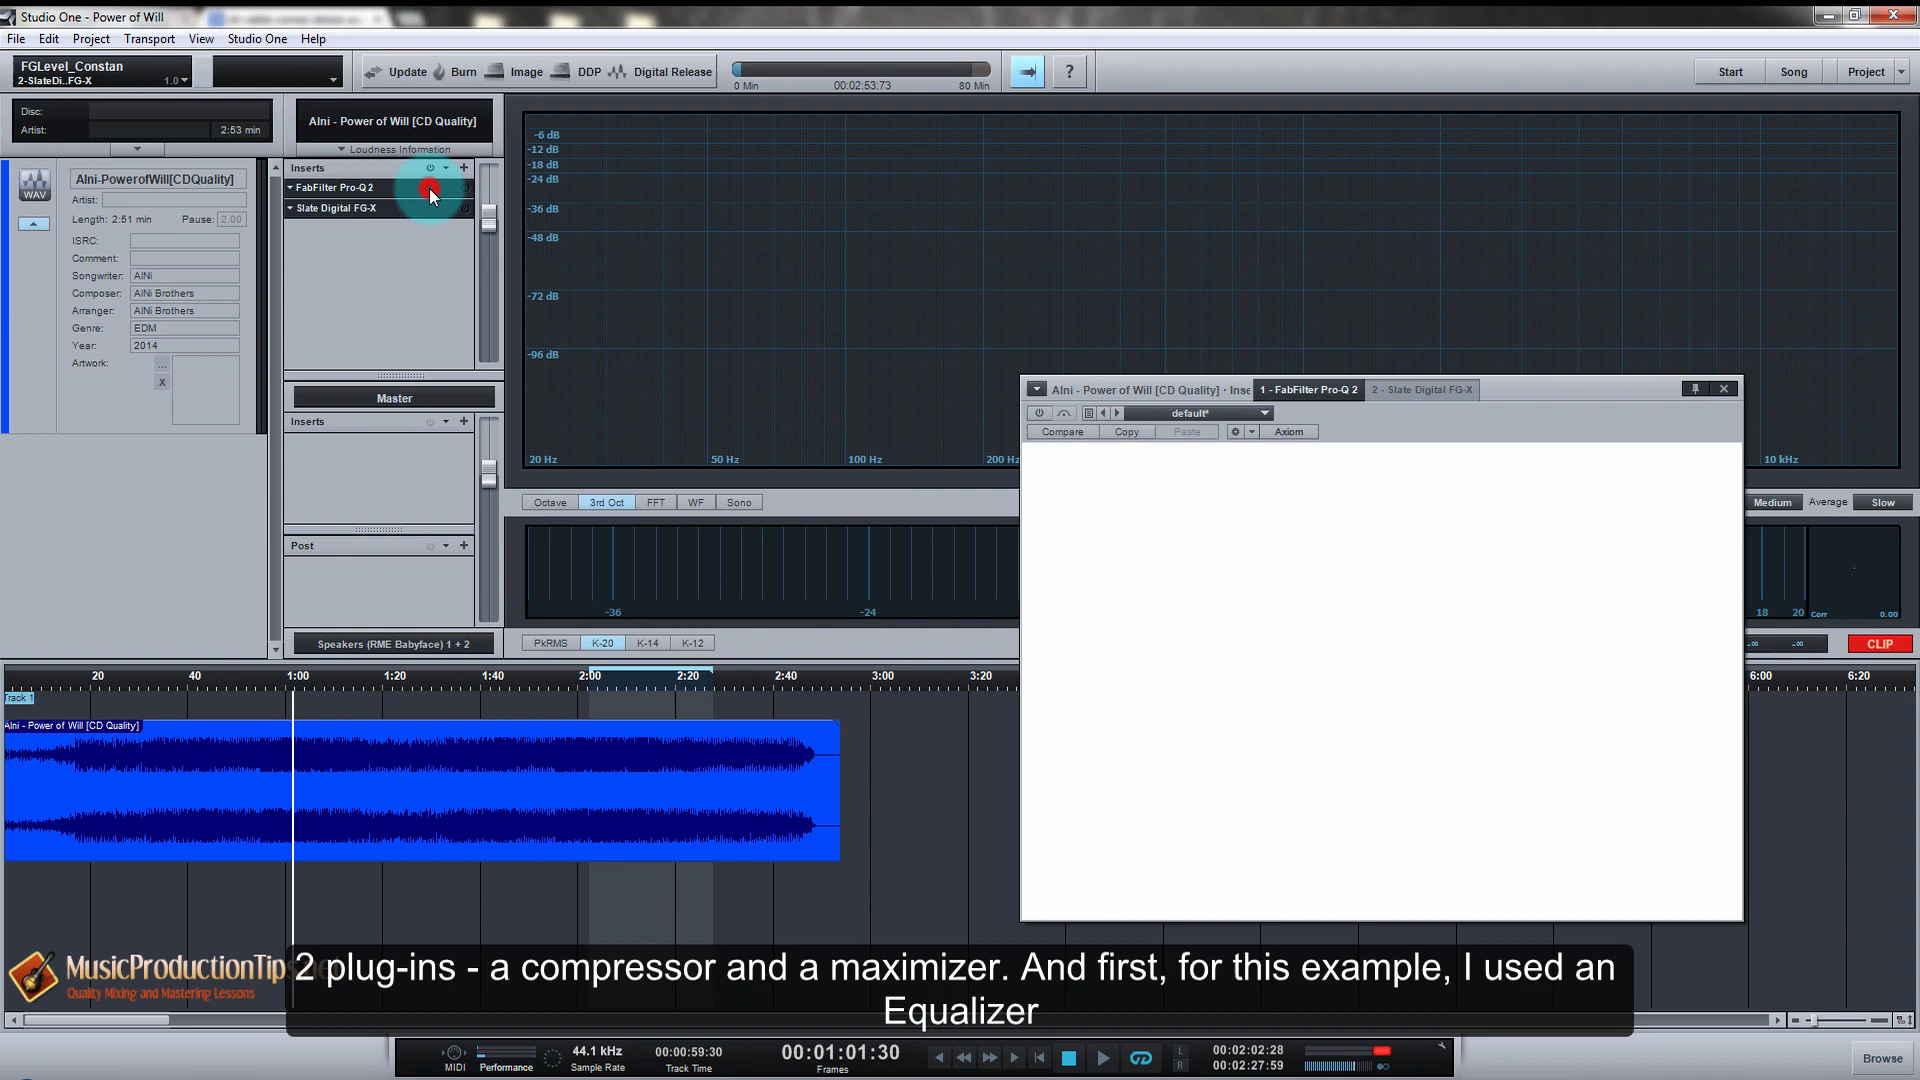 Studio One - Power of Will
File Edit Project Transport View Studio One Help
FGLevel_Constan
2-SlateDi..FG-X 1.0
Update Burn Image DDP Digital Release
0 Min 00:02:53:73 80 Min
?
Start Song Project
Disc:
Artist: 2:53 min
AlNi - Power of Will [CD Quality]
Loudness Information
WAV
AlNi-PowerofWill[CDQuality]
Artist:
Length: 2:51 min Pause: 2.00
ISRC:
Comment:
Songwriter: AlNi
Composer: AlNi Brothers
Arranger: AlNi Brothers
Genre: EDM
Year: 2014
Artwork: ...
X
Inserts
FabFilter Pro-Q 2
Slate Digital FG-X
Master
Inserts
Post
Speakers (RME Babyface) 1 + 2
-6 dB
-12 dB
-18 dB
-24 dB
-36 dB
-48 dB
-72 dB
-96 dB
20 Hz 50 Hz 100 Hz 200 Hz 10 kHz
Octave 3rd Oct FFT WF Sono
Medium Average Slow
-36 -24 18 20 Corr 0.00
PkRMS K-20 K-14 K-12
-∞ -∞ CLIP
AlNi - Power of Will [CD Quality] · Inse 1 - FabFilter Pro-Q 2 2 - Slate Digital FG-X
default*
Compare Copy Paste Axiom
20 40 1:00 1:20 1:40 2:00 2:20 2:40 3:00 3:20 6:00 6:20
Track 1
AlNi - Power of Will [CD Quality]
MusicProductionTips
Quality Mixing and Mastering Lessons
2 plug-ins - a compressor and a maximizer. And first, for this example, I used an
Equalizer
MIDI Performance
44.1 kHz
Sample Rate
00:00:59:30
Track Time
00:01:01:30
Frames
L 00:02:02:28
R 00:02:27:59
Browse